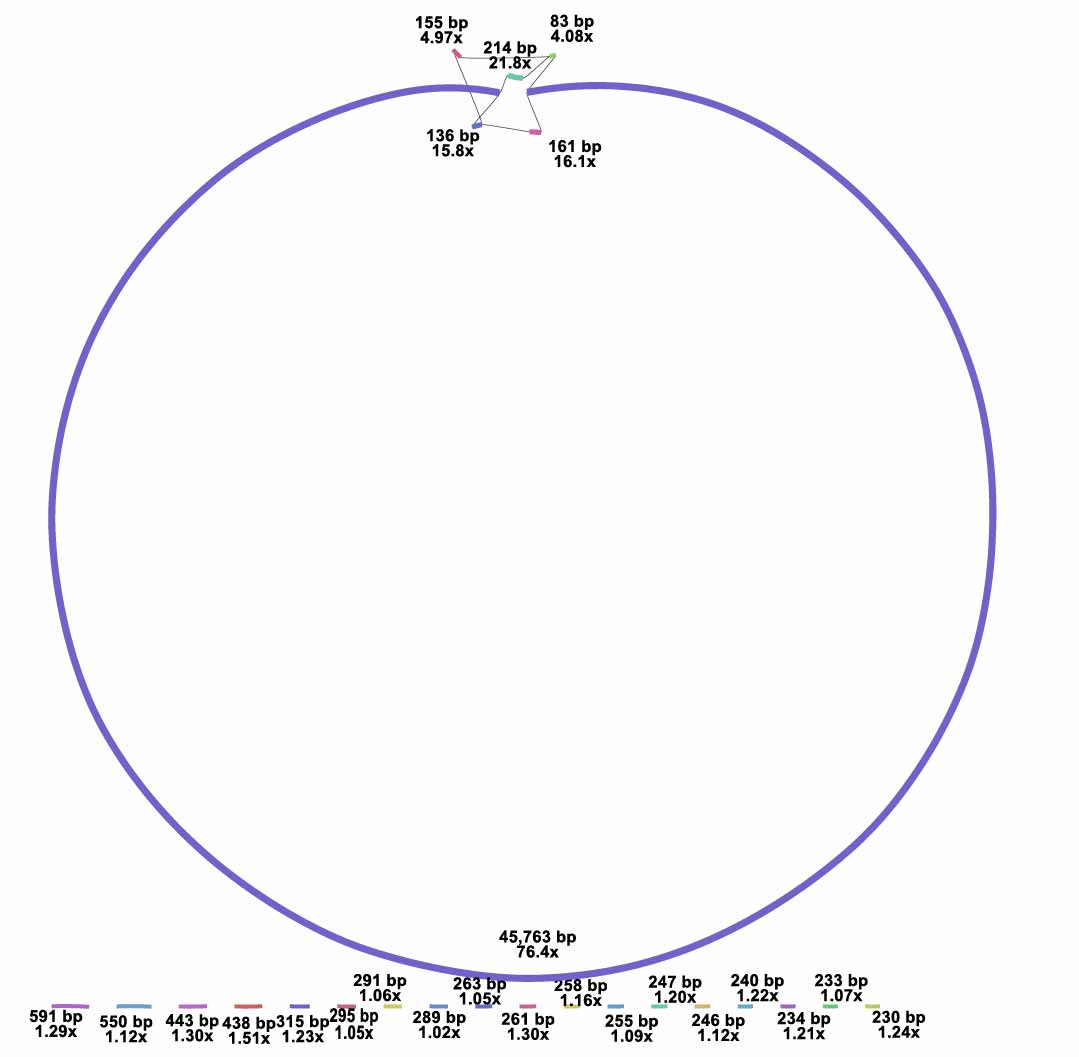 155 bp
4.97x
83 bp
4.08x
214 bp
21.8x
136 bp
15.8x
161 bp
16.1x
45,763 bp
76.4x
591 bp
1.29x
550 bp
1.12x
443 bp
1.30x
438 bp
1.51x
315 bp
1.23x
295 bp
1.05x
291 bp
1.06x
289 bp
1.02x
263 bp
1.05x
261 bp
1.30x
258 bp
1.16x
255 bp
1.09x
247 bp
1.20x
246 bp
1.12x
240 bp
1.22x
234 bp
1.21x
233 bp
1.07x
230 bp
1.24x